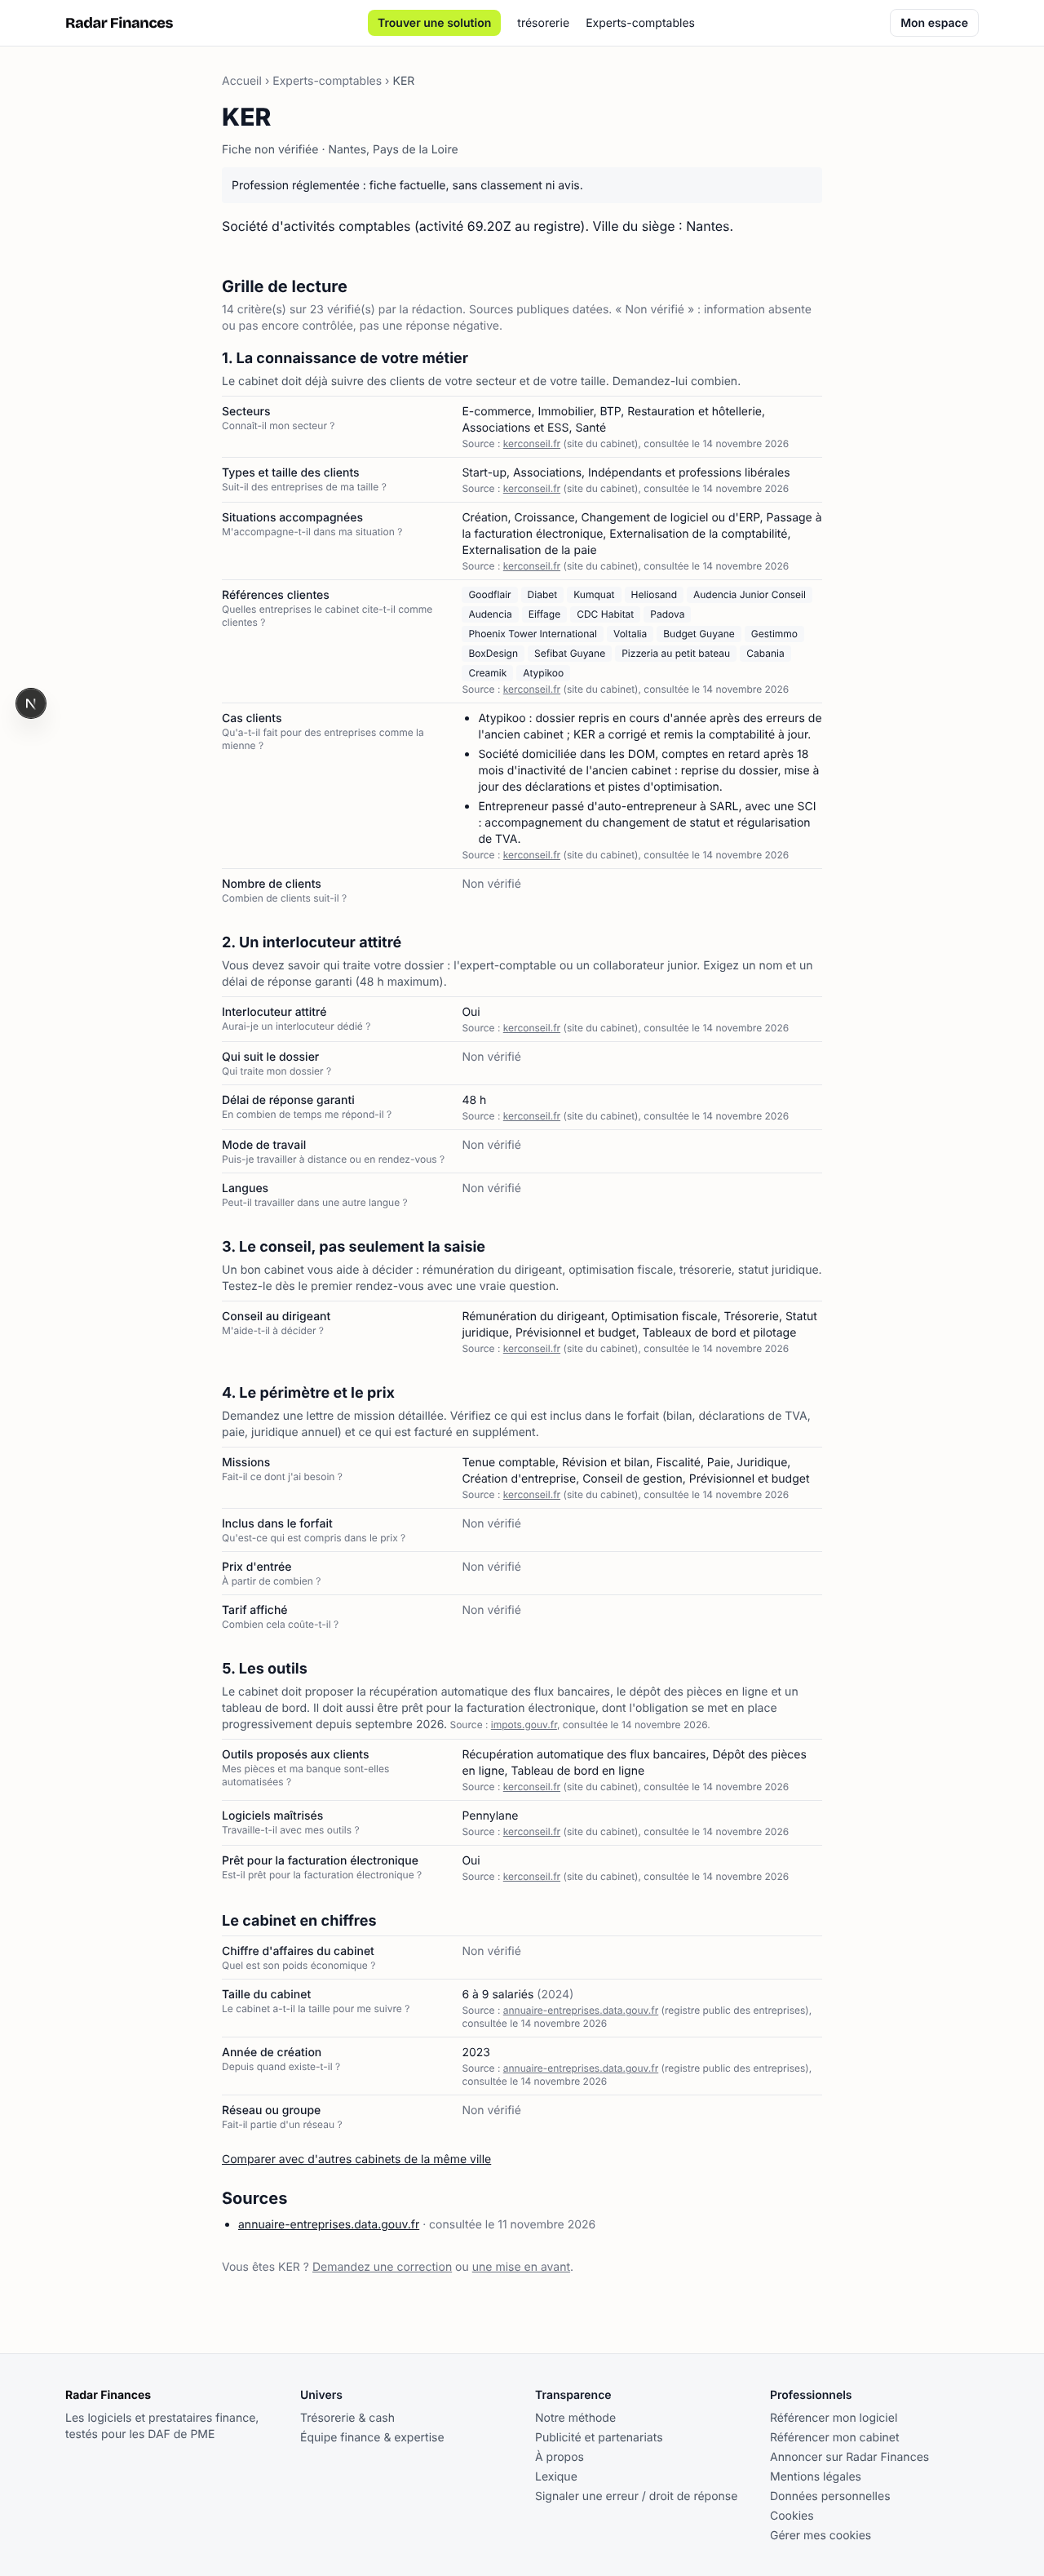 Radar Finances
Trouver une solution
trésorerie
Experts-comptables
Mon espace
Accueil › Experts-comptables › KER
KER
Fiche non vérifiée · Nantes, Pays de la Loire
Profession réglementée : fiche factuelle, sans classement ni avis.
Société d'activités comptables (activité 69.20Z au registre). Ville du siège : Nantes.
Grille de lecture
14 critère(s) sur 23 vérifié(s) par la rédaction. Sources publiques datées. « Non vérifié » : information absente
ou pas encore contrôlée, pas une réponse négative.
1. La connaissance de votre métier
Le cabinet doit déjà suivre des clients de votre secteur et de votre taille. Demandez-lui combien.
Secteurs
Connaît-il mon secteur ?
E-commerce, Immobilier, BTP, Restauration et hôtellerie,
Associations et ESS, Santé
Source : kerconseil.fr (site du cabinet), consultée le 14 novembre 2026
Types et taille des clients
Suit-il des entreprises de ma taille ?
Start-up, Associations, Indépendants et professions libérales
Source : kerconseil.fr (site du cabinet), consultée le 14 novembre 2026
Situations accompagnées
M'accompagne-t-il dans ma situation ?
Création, Croissance, Changement de logiciel ou d'ERP, Passage à
la facturation électronique, Externalisation de la comptabilité,
Externalisation de la paie
Source : kerconseil.fr (site du cabinet), consultée le 14 novembre 2026
Références clientes
Quelles entreprises le cabinet cite-t-il comme
clientes ?
Goodflair Diabet Kumquat Heliosand Audencia Junior Conseil
Audencia Eiffage CDC Habitat Padova
Phoenix Tower International Voltalia Budget Guyane Gestimmo
BoxDesign Sefibat Guyane Pizzeria au petit bateau Cabania
Creamik Atypikoo
Source : kerconseil.fr (site du cabinet), consultée le 14 novembre 2026
Cas clients
Qu'a-t-il fait pour des entreprises comme la
mienne ?
• Atypikoo : dossier repris en cours d'année après des erreurs de
l'ancien cabinet ; KER a corrigé et remis la comptabilité à jour.
• Société domiciliée dans les DOM, comptes en retard après 18
mois d'inactivité de l'ancien cabinet : reprise du dossier, mise à
jour des déclarations et pistes d'optimisation.
• Entrepreneur passé d'auto-entrepreneur à SARL, avec une SCI
: accompagnement du changement de statut et régularisation
de TVA.
Source : kerconseil.fr (site du cabinet), consultée le 14 novembre 2026
Nombre de clients
Combien de clients suit-il ?
Non vérifié
2. Un interlocuteur attitré
Vous devez savoir qui traite votre dossier : l'expert-comptable ou un collaborateur junior. Exigez un nom et un
délai de réponse garanti (48 h maximum).
Interlocuteur attitré
Aurai-je un interlocuteur dédié ?
Oui
Source : kerconseil.fr (site du cabinet), consultée le 14 novembre 2026
Qui suit le dossier
Qui traite mon dossier ?
Non vérifié
Délai de réponse garanti
En combien de temps me répond-il ?
48 h
Source : kerconseil.fr (site du cabinet), consultée le 14 novembre 2026
Mode de travail
Puis-je travailler à distance ou en rendez-vous ?
Non vérifié
Langues
Peut-il travailler dans une autre langue ?
Non vérifié
3. Le conseil, pas seulement la saisie
Un bon cabinet vous aide à décider : rémunération du dirigeant, optimisation fiscale, trésorerie, statut juridique.
Testez-le dès le premier rendez-vous avec une vraie question.
Conseil au dirigeant
M'aide-t-il à décider ?
Rémunération du dirigeant, Optimisation fiscale, Trésorerie, Statut
juridique, Prévisionnel et budget, Tableaux de bord et pilotage
Source : kerconseil.fr (site du cabinet), consultée le 14 novembre 2026
4. Le périmètre et le prix
Demandez une lettre de mission détaillée. Vérifiez ce qui est inclus dans le forfait (bilan, déclarations de TVA,
paie, juridique annuel) et ce qui est facturé en supplément.
Missions
Fait-il ce dont j'ai besoin ?
Tenue comptable, Révision et bilan, Fiscalité, Paie, Juridique,
Création d'entreprise, Conseil de gestion, Prévisionnel et budget
Source : kerconseil.fr (site du cabinet), consultée le 14 novembre 2026
Inclus dans le forfait
Qu'est-ce qui est compris dans le prix ?
Non vérifié
Prix d'entrée
À partir de combien ?
Non vérifié
Tarif affiché
Combien cela coûte-t-il ?
Non vérifié
5. Les outils
Le cabinet doit proposer la récupération automatique des flux bancaires, le dépôt des pièces en ligne et un
tableau de bord. Il doit aussi être prêt pour la facturation électronique, dont l'obligation se met en place
progressivement depuis septembre 2026. Source : impots.gouv.fr, consultée le 14 novembre 2026.
Outils proposés aux clients
Mes pièces et ma banque sont-elles
automatisées ?
Récupération automatique des flux bancaires, Dépôt des pièces
en ligne, Tableau de bord en ligne
Source : kerconseil.fr (site du cabinet), consultée le 14 novembre 2026
Logiciels maîtrisés
Travaille-t-il avec mes outils ?
Pennylane
Source : kerconseil.fr (site du cabinet), consultée le 14 novembre 2026
Prêt pour la facturation électronique
Est-il prêt pour la facturation électronique ?
Oui
Source : kerconseil.fr (site du cabinet), consultée le 14 novembre 2026
Le cabinet en chiffres
Chiffre d'affaires du cabinet
Quel est son poids économique ?
Non vérifié
Taille du cabinet
Le cabinet a-t-il la taille pour me suivre ?
6 à 9 salariés (2024)
Source : annuaire-entreprises.data.gouv.fr (registre public des entreprises),
consultée le 14 novembre 2026
Année de création
Depuis quand existe-t-il ?
2023
Source : annuaire-entreprises.data.gouv.fr (registre public des entreprises),
consultée le 14 novembre 2026
Réseau ou groupe
Fait-il partie d'un réseau ?
Non vérifié
Comparer avec d'autres cabinets de la même ville
Sources
• annuaire-entreprises.data.gouv.fr · consultée le 11 novembre 2026
Vous êtes KER ? Demandez une correction ou une mise en avant.
Radar Finances
Les logiciels et prestataires finance,
testés pour les DAF de PME
Univers
Trésorerie & cash
Équipe finance & expertise
Transparence
Notre méthode
Publicité et partenariats
À propos
Lexique
Signaler une erreur / droit de réponse
Professionnels
Référencer mon logiciel
Référencer mon cabinet
Annoncer sur Radar Finances
Mentions légales
Données personnelles
Cookies
Gérer mes cookies